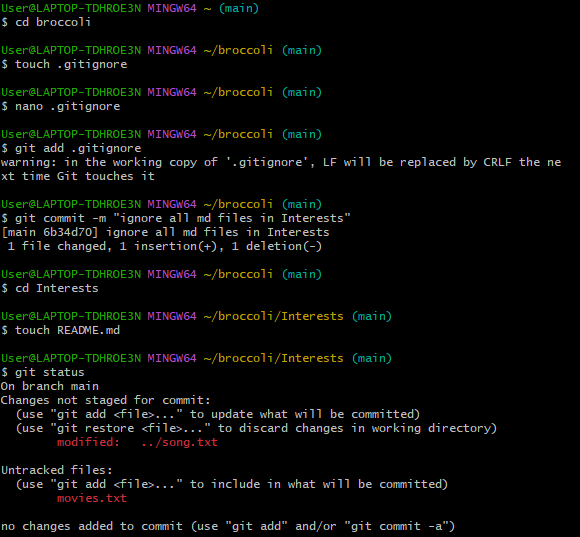 User@LAPTOP-TDHROE3N MINGW64 ~ (main)
$ cd broccoli
User@LAPTOP-TDHROE3N MINGW64 ~/broccoli (main)
$ touch .gitignore
User@LAPTOP-TDHROE3N MINGW64 ~/broccoli (main)
$ nano .gitignore
User@LAPTOP-TDHROE3N MINGW64 ~/broccoli (main)
$ git add .gitignore
warning: in the working copy of '.gitignore', LF will be replaced by CRLF the ne
xt time Git touches it
User@LAPTOP-TDHROE3N MINGW64 ~/broccoli (main)
$ git commit -m "ignore all md files in Interests"
[main 6b34d70] ignore all md files in Interests
 1 file changed, 1 insertion(+), 1 deletion(-)
User@LAPTOP-TDHROE3N MINGW64 ~/broccoli (main)
$ cd Interests
User@LAPTOP-TDHROE3N MINGW64 ~/broccoli/Interests (main)
$ touch README.md
User@LAPTOP-TDHROE3N MINGW64 ~/broccoli/Interests (main)
$ git status
On branch main
Changes not staged for commit:
  (use "git add <file>..." to update what will be committed)
  (use "git restore <file>..." to discard changes in working directory)
        modified:   ../song.txt
Untracked files:
  (use "git add <file>..." to include in what will be committed)
        movies.txt
no changes added to commit (use "git add" and/or "git commit -a")